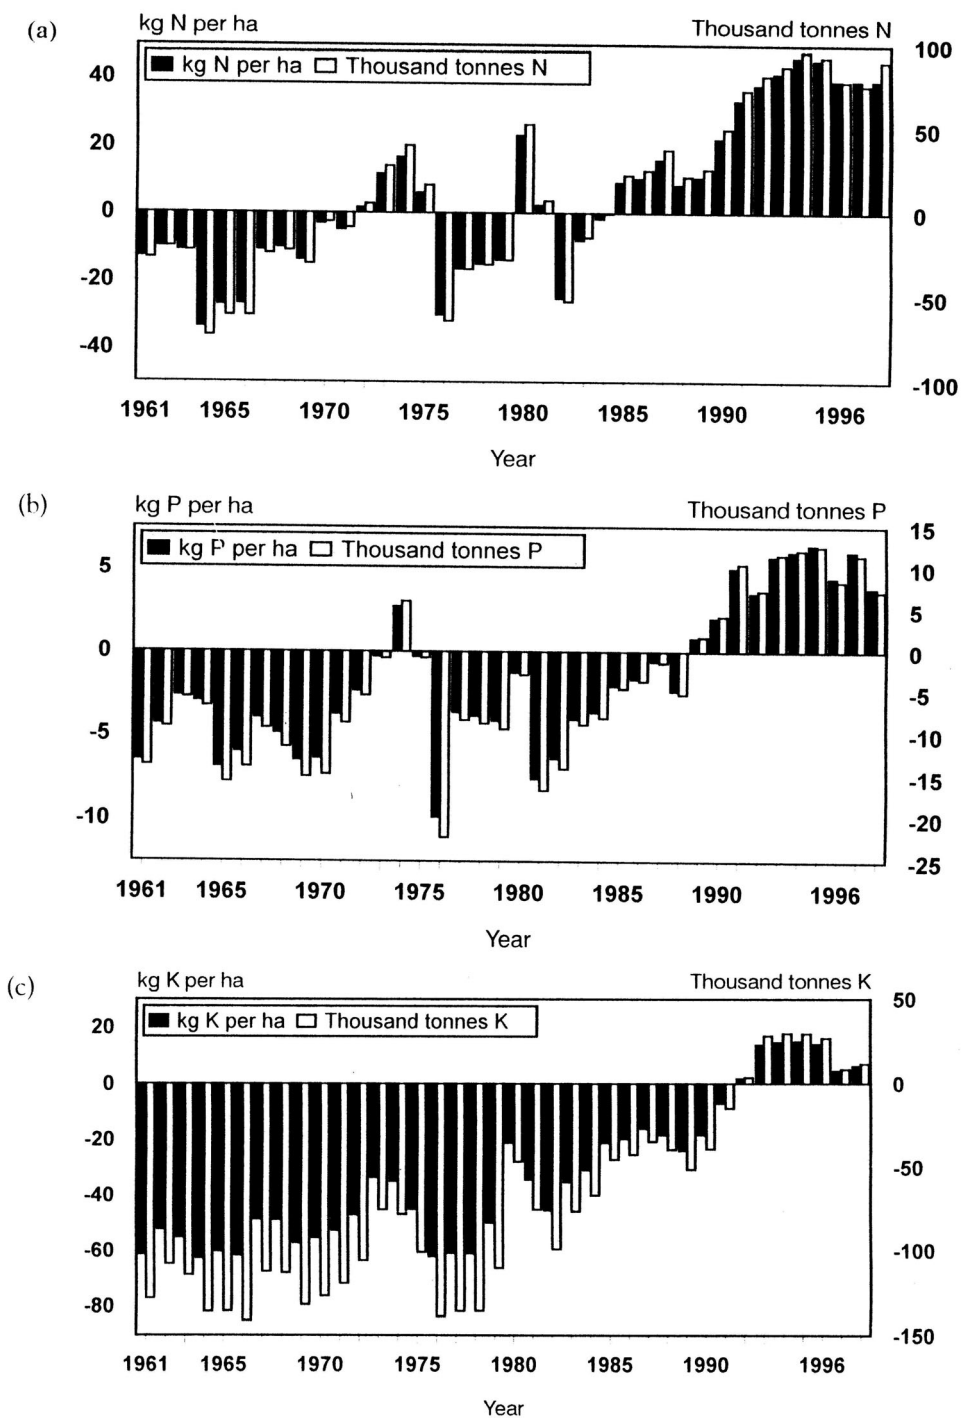 (a)
kg N per ha
Thousand tonnes N
kg N per ha Thousand tonnes N
40
20
0
-20
-40
100
50
0
-50
-100
1961 1965 1970 1975 1980 1985 1990 1996
Year
(b)
kg P per ha
Thousand tonnes P
kg P per ha Thousand tonnes P
5
0
-5
-10
15
10
5
0
-5
-10
-15
-20
-25
1961 1965 1970 1975 1980 1985 1990 1996
Year
(c)
kg K per ha
Thousand tonnes K
kg K per ha Thousand tonnes K
20
0
-20
-40
-60
-80
50
0
-50
-100
-150
1961 1965 1970 1975 1980 1985 1990 1996
Year